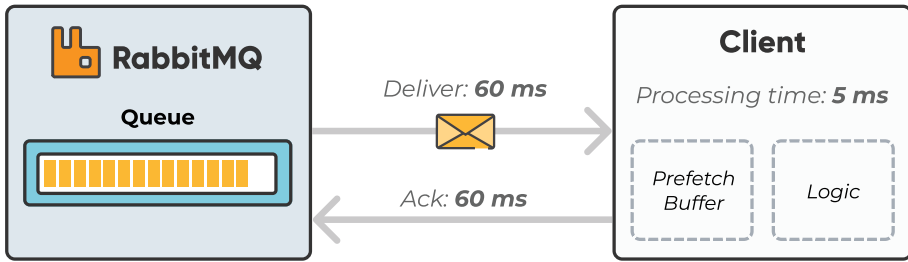 RabbitMQ
Queue
Deliver: 60 ms
Ack: 60 ms
Client
Processing time: 5 ms
Prefetch
Buffer
Logic